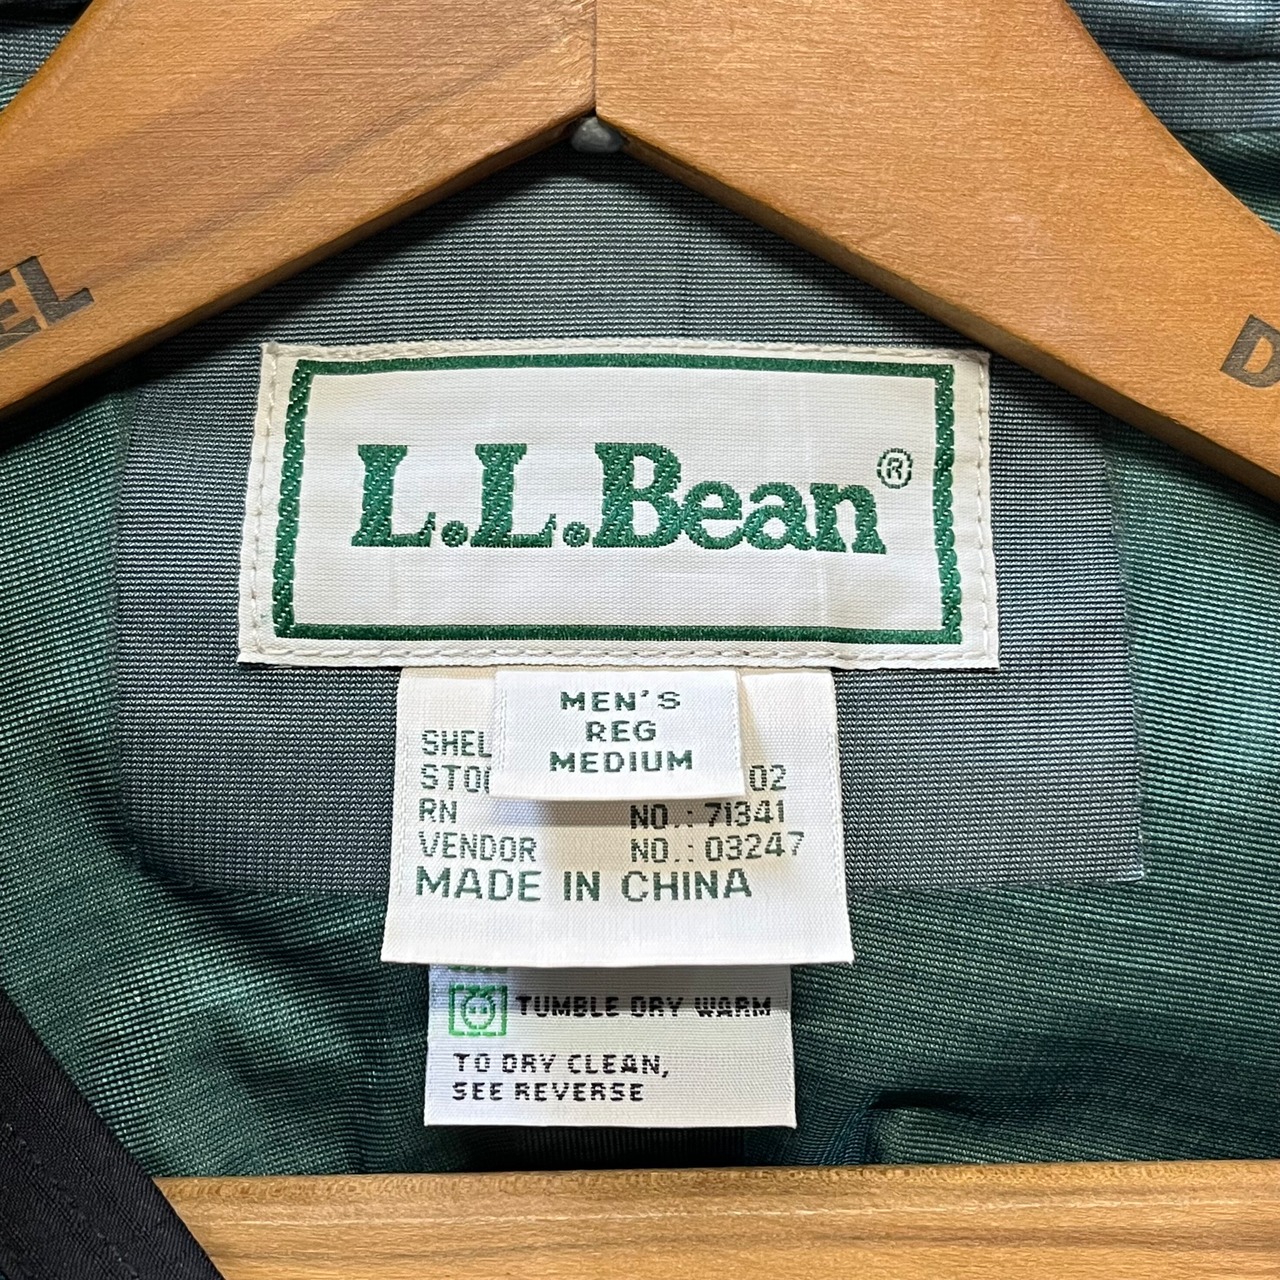 L.L.Bean®
MEN'S
REG
MEDIUM
02
RN NO.: 71341
VENDOR NO.: 03247
MADE IN CHINA
TUMBLE DRY WARM
TO DRY CLEAN,
SEE REVERSE